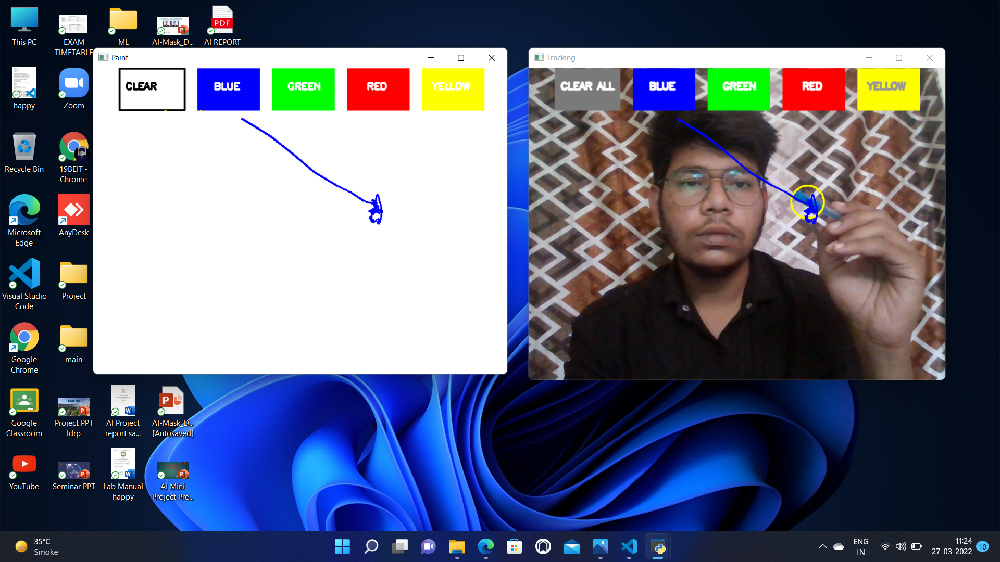 This PC
EXAM
TIMETABLE
ML
AI-Mask_D...
PDF
AI REPORT
happy
Zoom
Recycle Bin
19BEIT -
Chrome
Microsoft
Edge
AnyDesk
Visual Studio
Code
Project
Google
Chrome
main
Google
Classroom
Project PPT
ldrp
AI Project
report sa...
AI-Mask_D...
[Autosaved]
YouTube
Seminar PPT
Lab Manual
happy
AI Mini
Project Pre...
Paint
CLEAR
BLUE
GREEN
RED
YELLOW
Tracking
CLEAR ALL
BLUE
GREEN
RED
YELLOW
35°C
Smoke
ENG
IN
11:24
27-03-2022
10